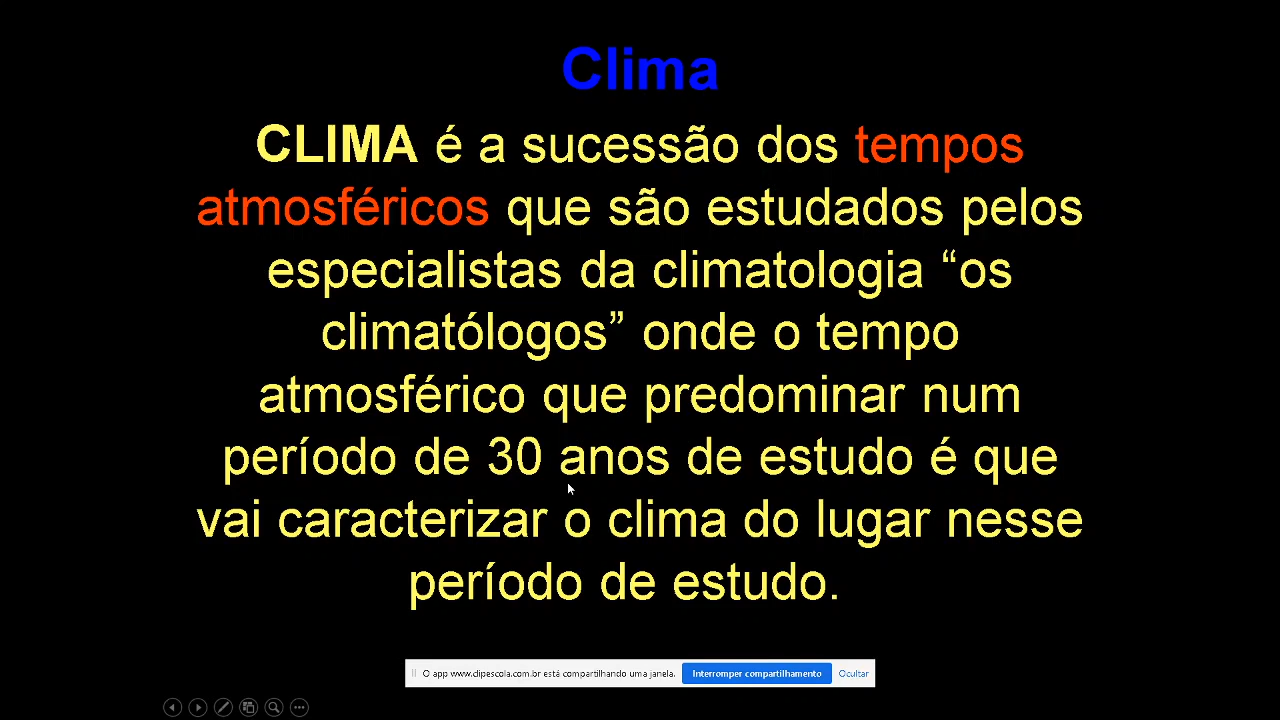 Clima
CLIMA é a sucessão dos tempos
atmosféricos que são estudados pelos
especialistas da climatologia “os
climatólogos” onde o tempo
atmosférico que predominar num
período de 30 anos de estudo é que
vai caracterizar o clima do lugar nesse
período de estudo.
O app www.clipescola.com.br está compartilhando uma janela. Interromper compartilhamento Ocultar